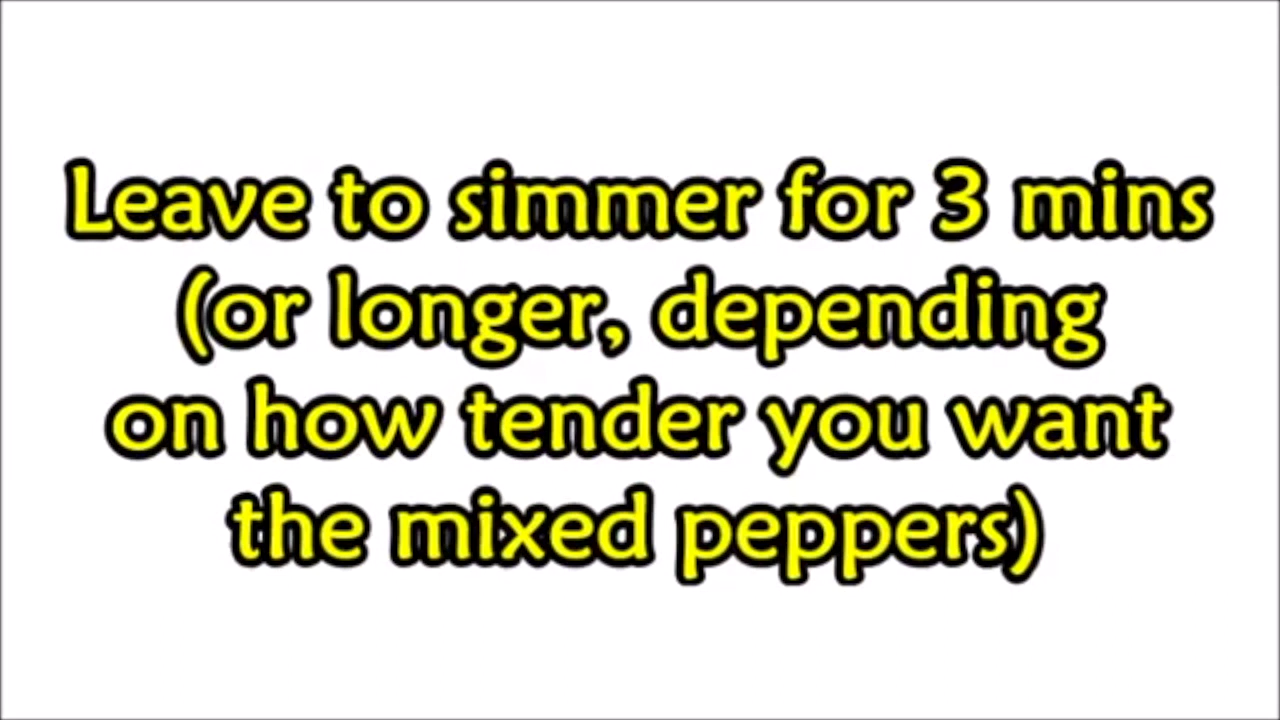 Leave to simmer for 3 mins
(or longer, depending
on how tender you want
the mixed peppers)